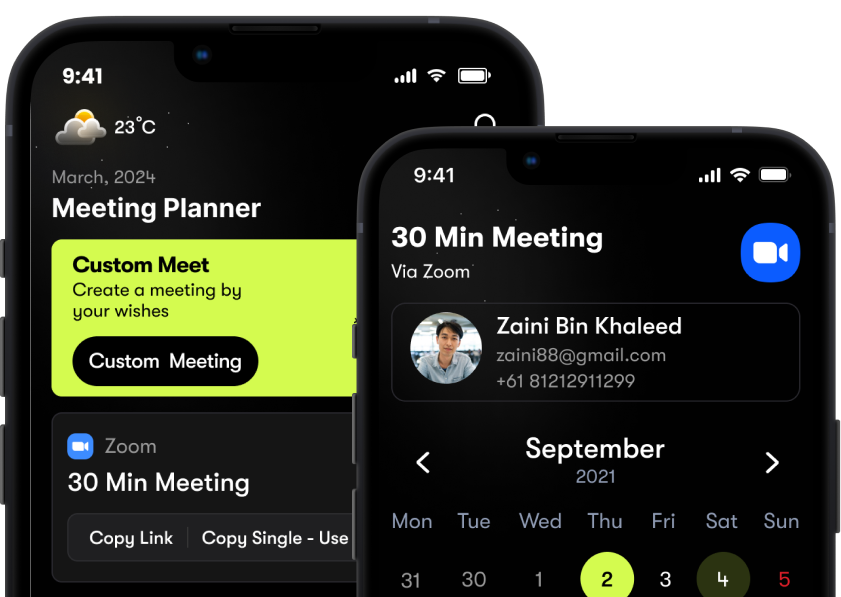 9:41
23°C
March, 2024
Meeting Planner
Custom Meet
Create a meeting by
your wishes
Custom Meeting
Zoom
30 Min Meeting
Copy Link
Copy Single - Use
9:41
30 Min Meeting
Via Zoom
Zaini Bin Khaleed
zaini88@gmail.com
+61 81212911299
September
2021
Mon Tue Wed Thu Fri Sat Sun
31 30 1 2 3 4 5